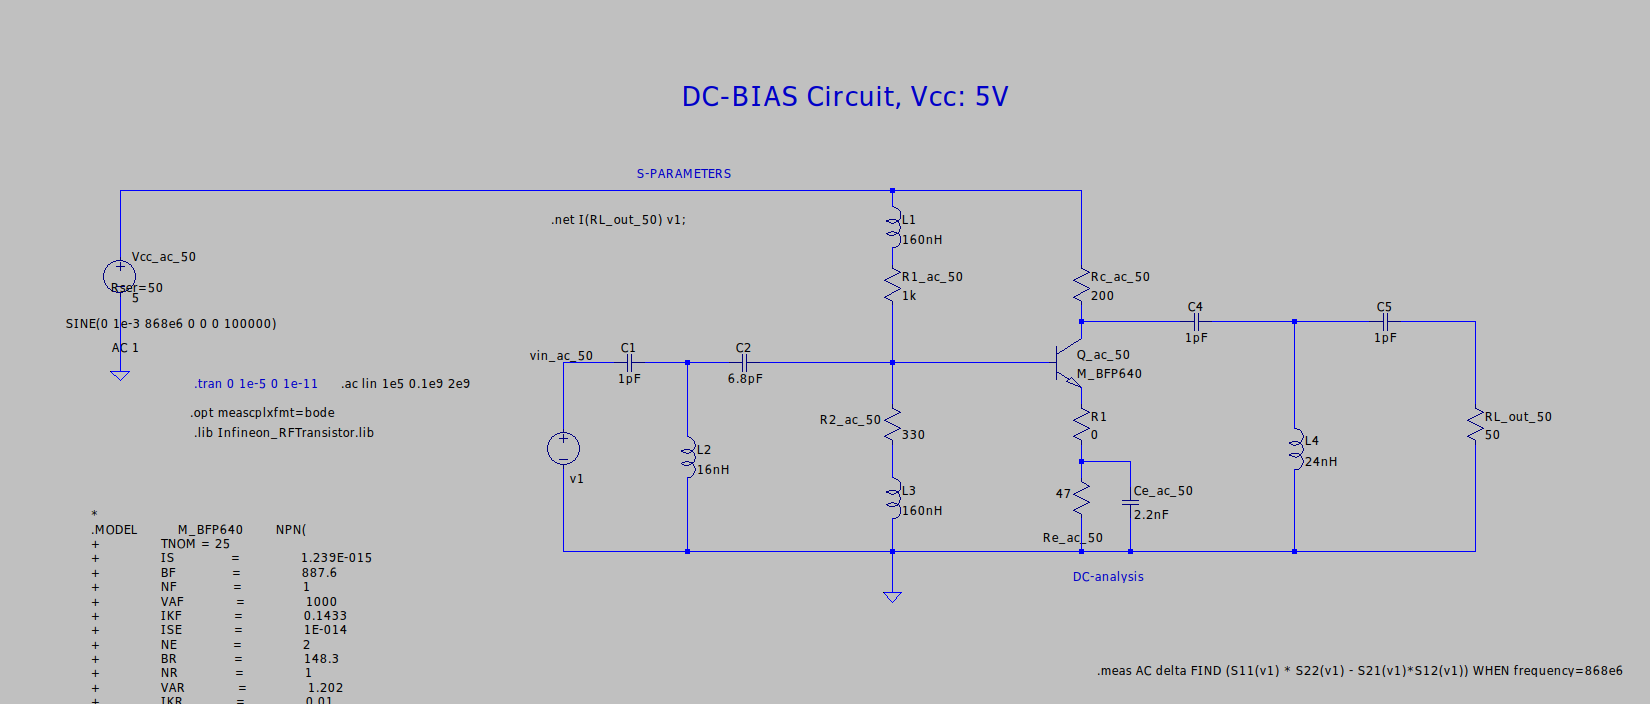 DC-BIAS Circuit, Vcc: 5V
S-PARAMETERS
.net I(RL_out_50) v1;
L1
160nH
Vcc_ac_50
Rser=50
5
R1_ac_50
1k
Rc_ac_50
200
SINE(0 1e-3 868e6 0 0 0 100000)
AC 1
C4
1pF
C5
1pF
vin_ac_50
C1
1pF
C2
6.8pF
Q_ac_50
M_BFP640
.tran 0 1e-5 0 1e-11
.ac lin 1e5 0.1e9 2e9
.opt meascplxfmt=bode
.lib Infineon_RFTransistor.lib
R2_ac_50
330
R1
0
RL_out_50
50
L2
16nH
v1
L4
24nH
L3
160nH
47
Re_ac_50
Ce_ac_50
2.2nF
DC-analysis
*
.MODEL M_BFP640 NPN(
+ TNOM = 25
+ IS = 1.239E-015
+ BF = 887.6
+ NF = 1
+ VAF = 1000
+ IKF = 0.1433
+ ISE = 1E-014
+ NE = 2
+ BR = 148.3
+ NR = 1
+ VAR = 1.202
+ IKR = 0.01
.meas AC delta FIND (S11(v1) * S22(v1) - S21(v1)*S12(v1)) WHEN frequency=868e6